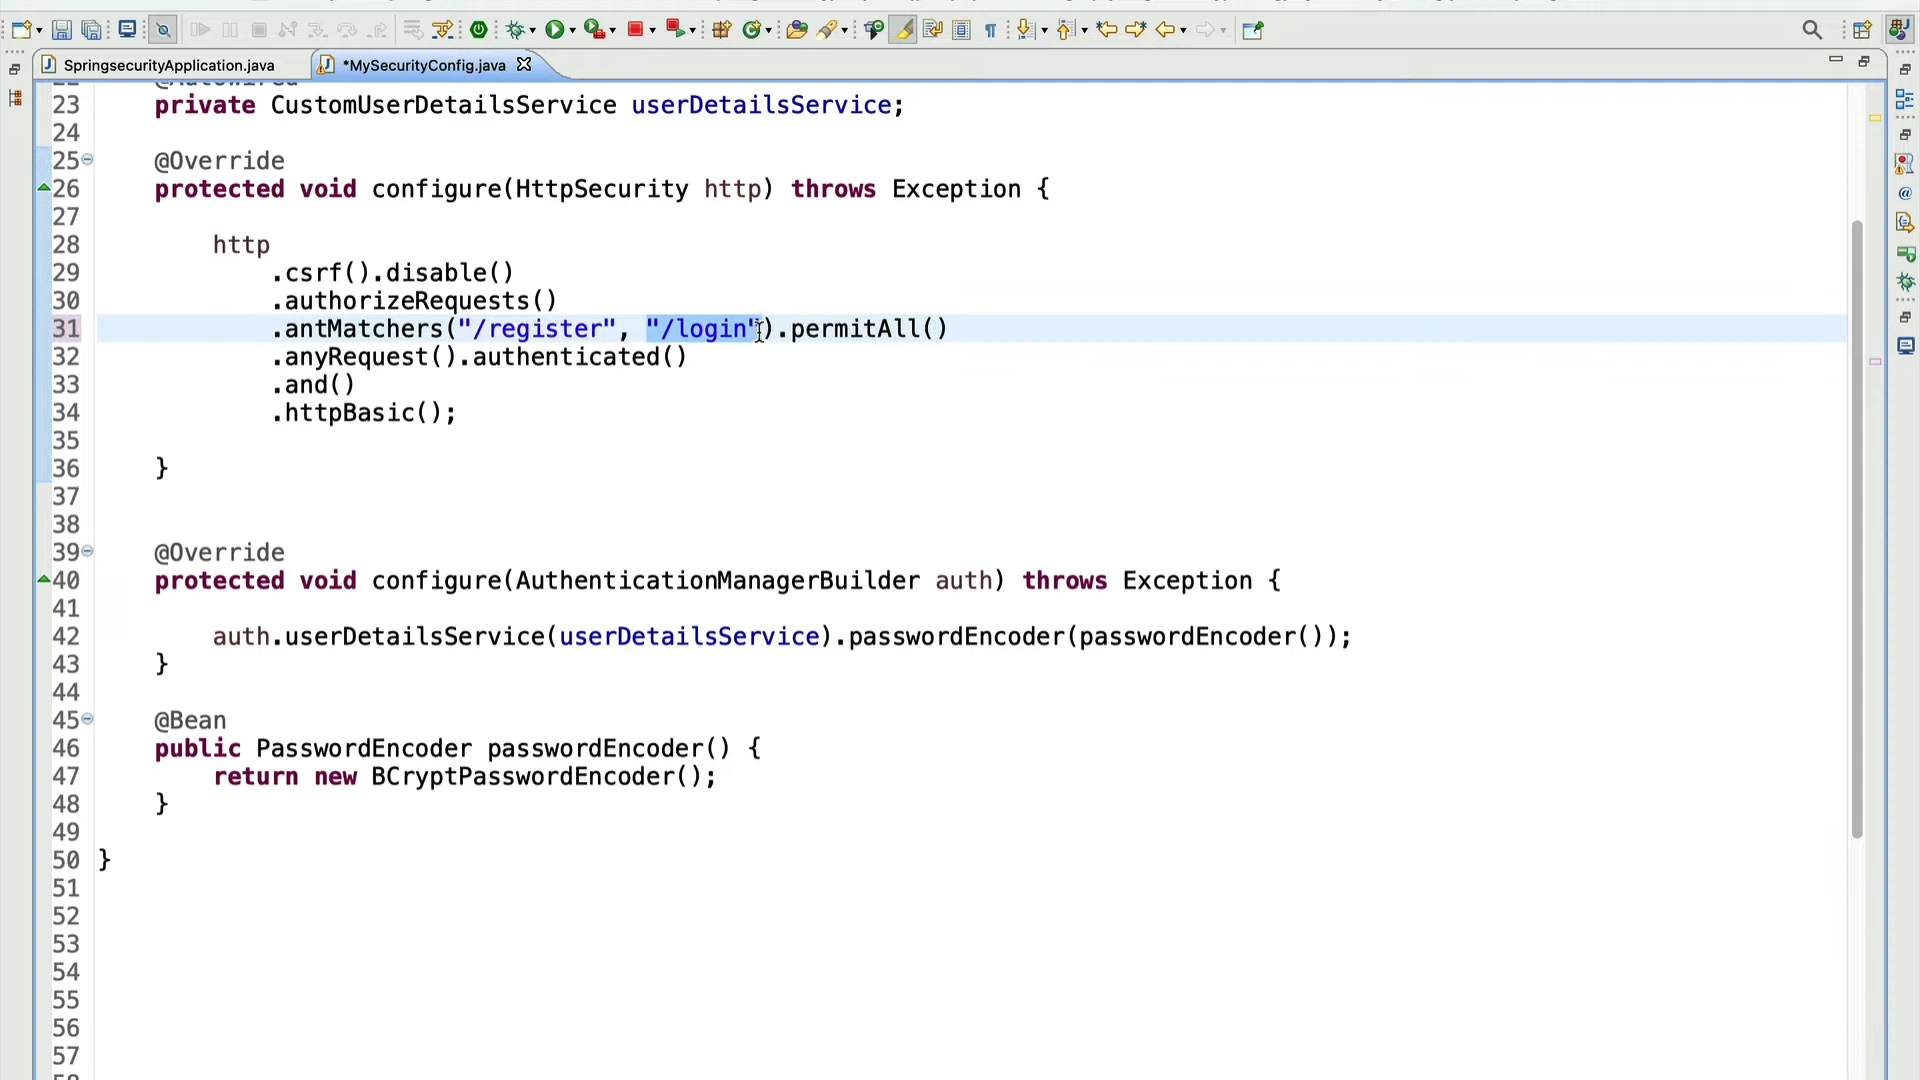 SpringsecurityApplication.java
*MySecurityConfig.java
23 private CustomUserDetailsService userDetailsService;
24
25 @Override
26 protected void configure(HttpSecurity http) throws Exception {
27
28 http
29 .csrf().disable()
30 .authorizeRequests()
31 .antMatchers("/register", "/login").permitAll()
32 .anyRequest().authenticated()
33 .and()
34 .httpBasic();
35
36 }
37
38
39 @Override
40 protected void configure(AuthenticationManagerBuilder auth) throws Exception {
41
42 auth.userDetailsService(userDetailsService).passwordEncoder(passwordEncoder());
43 }
44
45 @Bean
46 public PasswordEncoder passwordEncoder() {
47 return new BCryptPasswordEncoder();
48 }
49
50 }
51
52
53
54
55
56
57